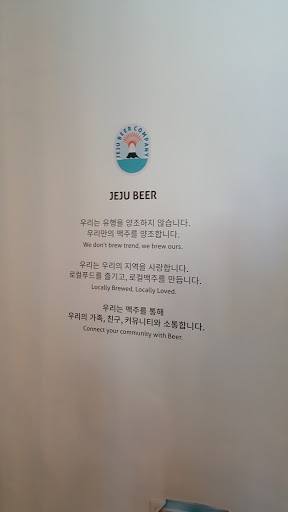 JEJU BEER COMPANY
JEJU BEER
우리는 유행을 양조하지 않습니다.
우리만의 맥주를 양조합니다.
We don't brew trend, we brew ours.
우리는 우리의 지역을 사랑합니다.
로컬푸드를 즐기고, 로컬맥주를 만듭니다.
Locally Brewed, Locally Loved.
우리는 맥주를 통해
우리의 가족, 친구, 커뮤니티와 소통합니다.
Connect your community with Beer.